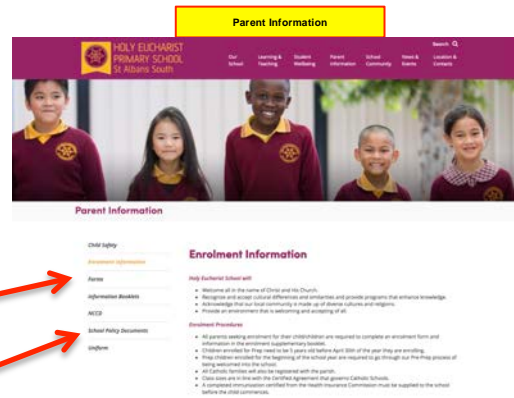 Parent Information
HOLY EUCHARIST
PRIMARY SCHOOL
St Albans South
Search
Our School
Learning & Teaching
Student Wellbeing
Parent Information
School Community
News & Events
Location & Contacts
Parent Information
Child Safety
Enrolment Information
Forms
Information Booklets
NCCD
School Policy Documents
Uniform
Enrolment Information
Holy Eucharist School will:
Welcome all in the name of Christ and His Church.
Recognize and accept cultural differences and similarities and provide programs that enhance knowledge.
Acknowledge that our local community is made up of diverse cultures and religions.
Provide an environment that is welcoming and accepting of all.
Enrolment Procedures
All parents seeking enrolment for their child/children are required to complete an enrolment form and
information in the enrolment supplementary booklet.
Children enrolled for Prep need to be 5 years old before April 30th of the year they are enrolling.
Prep children enrolled for the beginning of the school year are required to go through our Pre-Prep process of
being welcomed into the school.
All Catholic families will also be registered with the parish.
Class sizes are in line with the Certified Agreement that governs Catholic Schools.
A completed immunisation certified from the Health Insurance Commission must be supplied to the school
before the child commences.